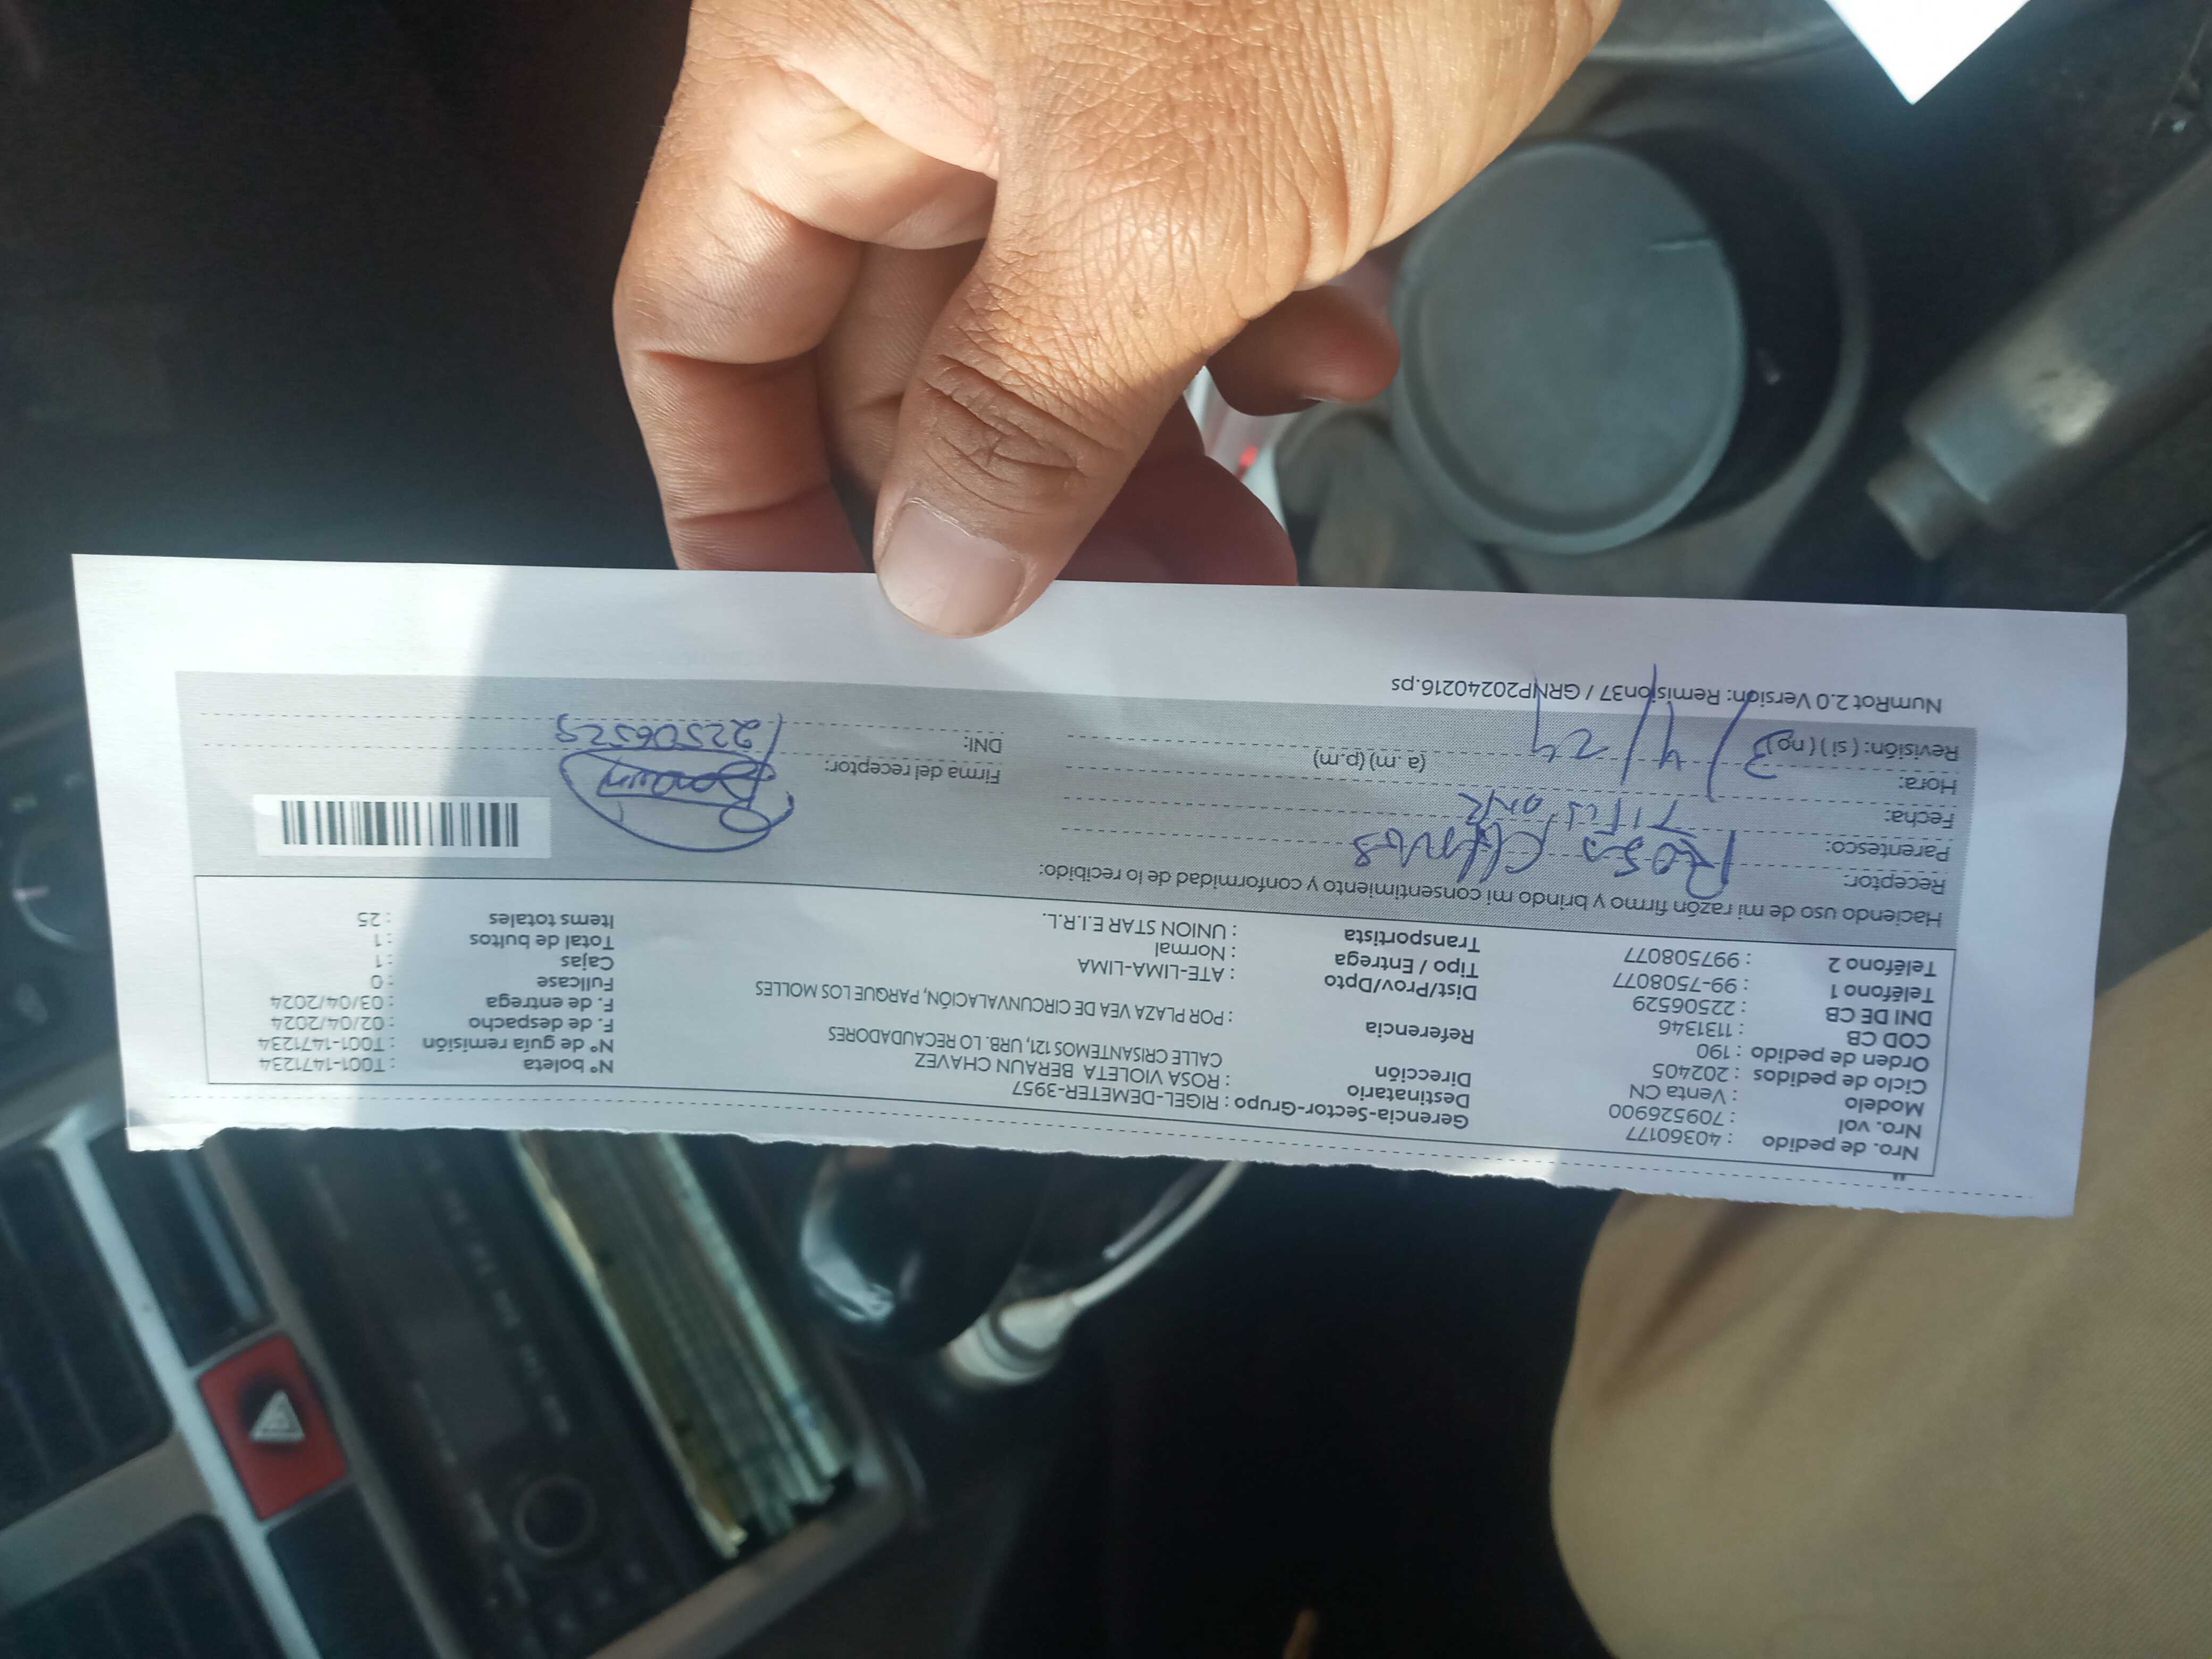 Nro. de pedido : 40360177
Nro. vol : 709526900
Modelo : Venta CN
Ciclo de pedidos : 202405
Orden de pedido : 190
COD CB : 1131346
DNI DE CB : 22506529
Teléfono 1 : 99-7508077
Teléfono 2 : 997508077
Gerencia-Sector-Grupo : RIGEL-DEMETER-3957
Destinatario : ROSA VIOLETA BERAUN CHAVEZ
Dirección CALLE CRISANTEMOS 121, URB. LO RECAUDADORES
Referencia : POR PLAZA VEA DE CIRCUNVALACIÓN, PARQUE LOS MOLLES
Dist/Prov/Dpto : ATE-LIMA-LIMA
Tipo / Entrega : Normal
Transportista : UNION STAR E.I.R.L.
N° boleta : T001-1471234
N° de guía remisión : T001-1471234
F. de despacho : 02/04/2024
F. de entrega : 03/04/2024
Fullcase : 0
Cajas : 1
Total de bultos : 1
Items totales : 25
Haciendo uso de mi razón firmo y brindo mi consentimiento y conformidad de lo recibido:
Receptor: Rosa
Parentesco:
Fecha:
Hora: (a.m) (p.m)
Revisión: (si) (no) 3/4/24
Firma del receptor:
DNI: 22506529
NumRot 2.0 Versión: Remision37 / GRNP20240216.ps